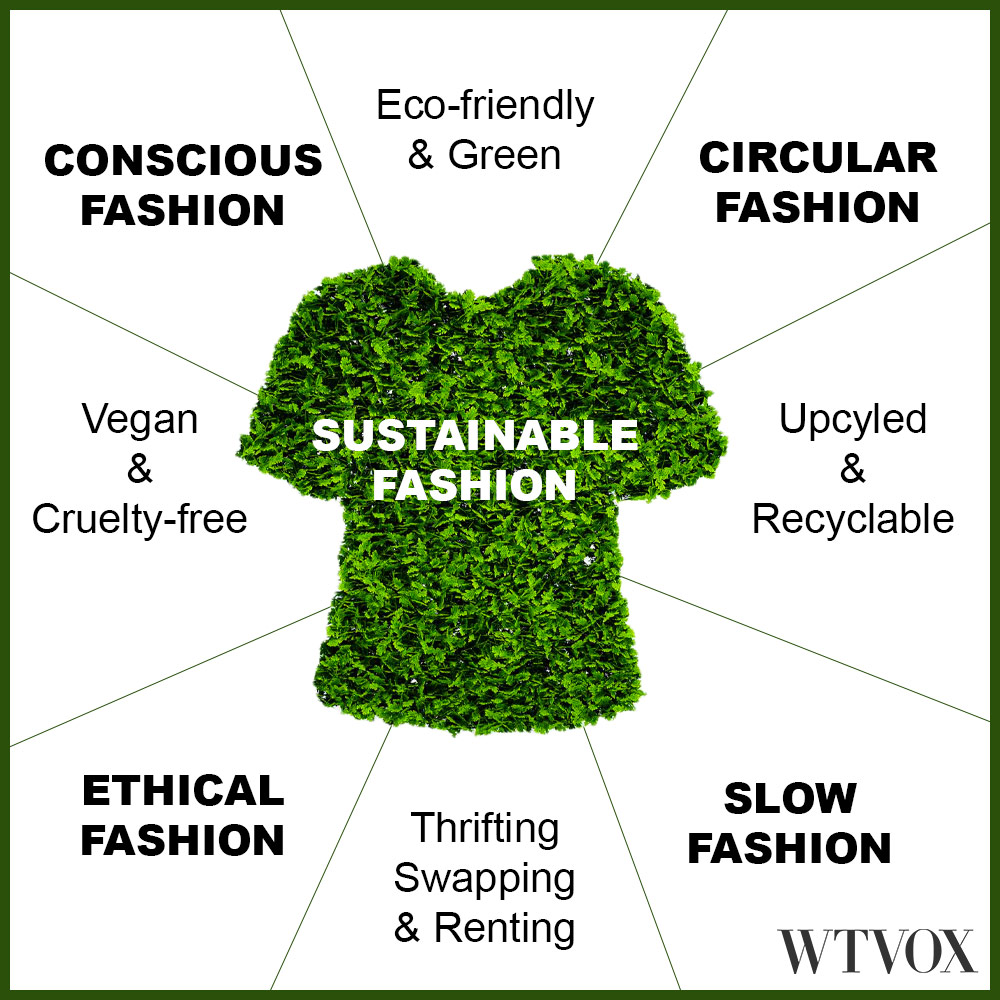 Eco-friendly
& Green
CONSCIOUS
FASHION
CIRCULAR
FASHION
Vegan
&
Cruelty-free
SUSTAINABLE
FASHION
Upcyled
&
Recyclable
ETHICAL
FASHION
Thrifting
Swapping
& Renting
SLOW
FASHION
WTVOX